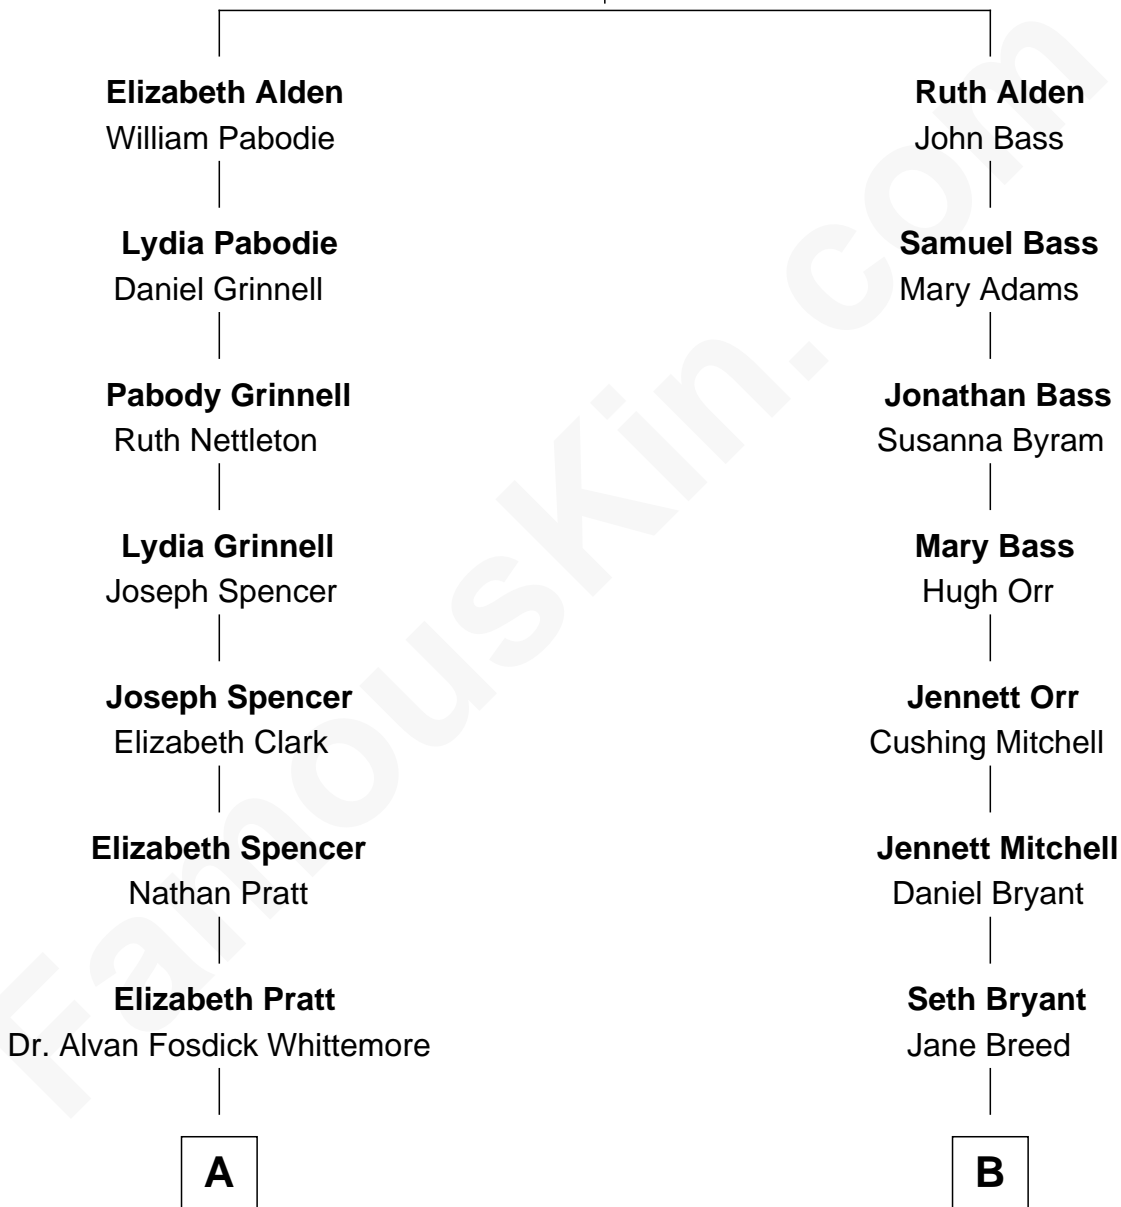 Elizabeth Alden
William Pabodie
Lydia Pabodie
Daniel Grinnell
Pabody Grinnell
Ruth Nettleton
Lydia Grinnell
Joseph Spencer
Joseph Spencer
Elizabeth Clark
Elizabeth Spencer
Nathan Pratt
Elizabeth Pratt
Dr. Alvan Fosdick Whittemore
A
Ruth Alden
John Bass
Samuel Bass
Mary Adams
Jonathan Bass
Susanna Byram
Mary Bass
Hugh Orr
Jennett Orr
Cushing Mitchell
Jennett Mitchell
Daniel Bryant
Seth Bryant
Jane Breed
B
FamousKin.com